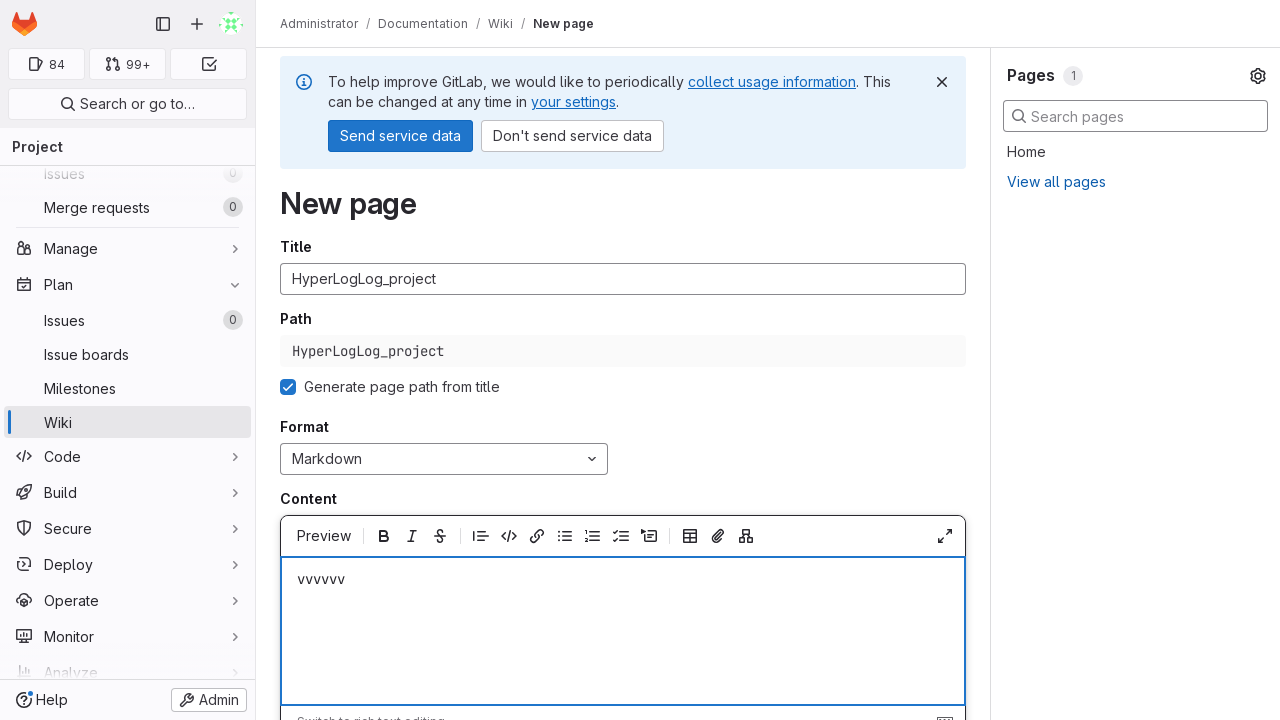 Administrator / Documentation / Wiki / New page
84
99+
Search or go to…
Project
Issues 0
Merge requests 0
Manage
Plan
Issues 0
Issue boards
Milestones
Wiki
Code
Build
Secure
Deploy
Operate
Monitor
Analyze
Help
Admin
To help improve GitLab, we would like to periodically collect usage information. This
can be changed at any time in your settings.
Send service data
Don't send service data
New page
Title
HyperLogLog_project
Path
HyperLogLog_project
Generate page path from title
Format
Markdown
Content
Preview
vvvvvv
Switch to rich text editing
Pages 1
Search pages
Home
View all pages